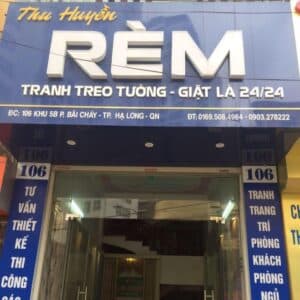 Thu Huyền
RÈM
TRANH TREO TƯỜNG - GIẶT LÀ 24/24
ĐC: 106 KHU 5B P. BÃI CHÁY - TP. HẠ LONG - QN
ĐT: 0169.508.4984 - 0903.278222
106
TƯ
VẤN
THIẾT
KẾ
THI
CÔNG
CÁC
106
TRANH
TRANG
TRÍ
PHÒNG
KHÁCH
PHÒNG
NGỦ